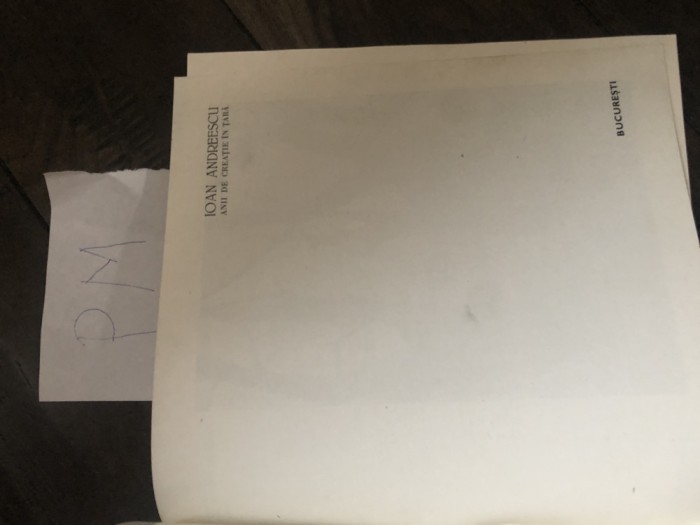 IOAN ANDREESCU
ANII DE CREAȚIE ÎN ȚARĂ
BUCUREȘTI
PM